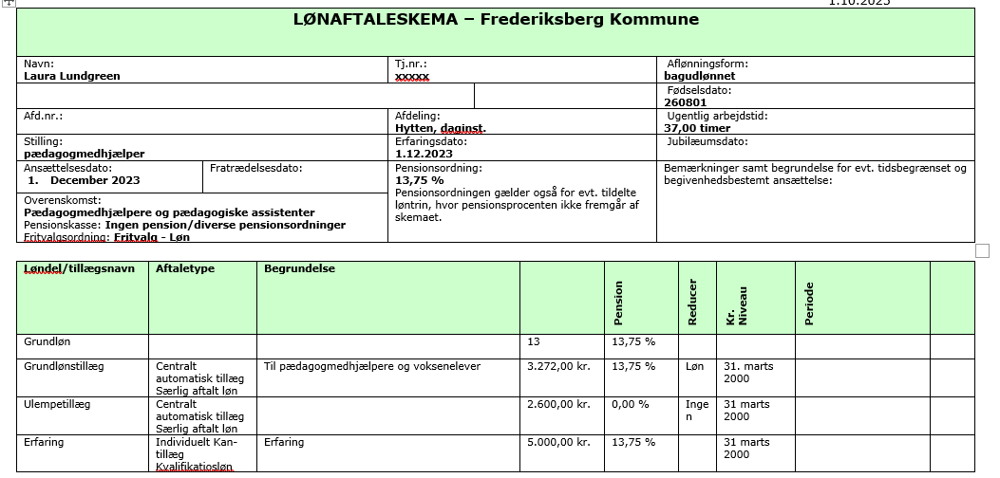 1.10.2023
LØNAFTALESKEMA – Frederiksberg Kommune
Navn:
Laura Lundgreen
Tj.nr.:
xxxxx
Aflønningsform:
bagudlønnet
Fødselsdato:
260801
Afd.nr.:
Afdeling:
Hytten, daginst.
Ugentlig arbejdstid:
37,00 timer
Stilling:
pædagogmedhjælper
Erfaringsdato:
1.12.2023
Jubilæumsdato:
Ansættelsesdato:
1. December 2023
Fratrædelsesdato:
Pensionsordning:
13,75 %
Pensionsordningen gælder også for evt. tildelte
løntrin, hvor pensionsprocenten ikke fremgår af
skemaet.
Bemærkninger samt begrundelse for evt. tidsbegrænset og
begivenhedsbestemt ansættelse:
Overenskomst:
Pædagogmedhjælpere og pædagogiske assistenter
Pensionskasse: Ingen pension/diverse pensionsordninger
Fritvalgsordning: Fritvalg - Løn
Løndel/tillægsnavn
Aftaletype
Begrundelse
Pension
Reducer
Kr.
Niveau
Periode
Grundløn
13
13,75 %
Grundlønstillæg
Centralt
automatisk tillæg
Særlig aftalt løn
Til pædagogmedhjælpere og voksenelever
3.272,00 kr.
13,75 %
Løn
31. marts
2000
Ulempetillæg
Centralt
automatisk tillæg
Særlig aftalt løn
2.600,00 kr.
0,00 %
Inge
n
31 marts
2000
Erfaring
Individuelt Kan-
tillæg
Kvalifikatiosløn
Erfaring
5.000,00 kr.
13,75 %
31 marts
2000